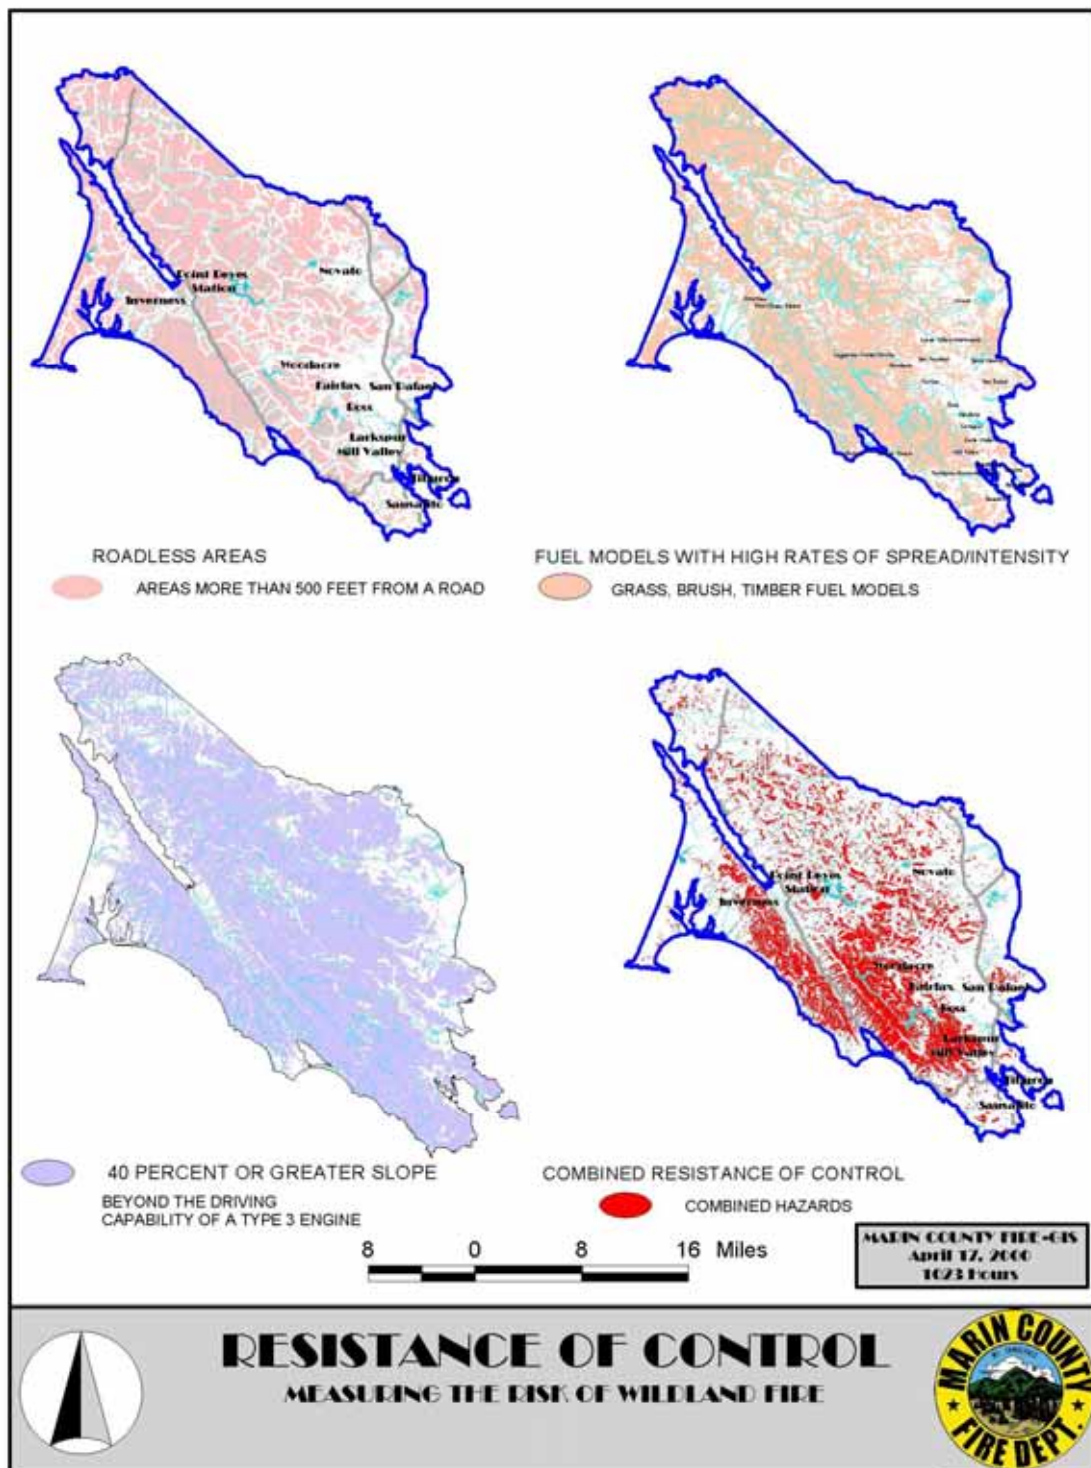 Point Reyes
Station
Inverness
Novato
Woodacre
Fairfax
San Rafael
Ross
Larkspur
Mill Valley
Tiburon
Sausalito
ROADLESS AREAS
AREAS MORE THAN 500 FEET FROM A ROAD
FUEL MODELS WITH HIGH RATES OF SPREAD/INTENSITY
GRASS, BRUSH, TIMBER FUEL MODELS
Point Reyes
Station
Inverness
Novato
Woodacre
Fairfax
San Rafael
Ross
Larkspur
Mill Valley
Tiburon
Sausalito
40 PERCENT OR GREATER SLOPE
BEYOND THE DRIVING
CAPABILITY OF A TYPE 3 ENGINE
COMBINED RESISTANCE OF CONTROL
COMBINED HAZARDS
8 0 8 16 Miles
MARIN COUNTY FIRE-GIS
April 17, 2000
1023 Hours
RESISTANCE OF CONTROL
MEASURING THE RISK OF WILDLAND FIRE
MARIN COUNTY
FIRE DEPT.